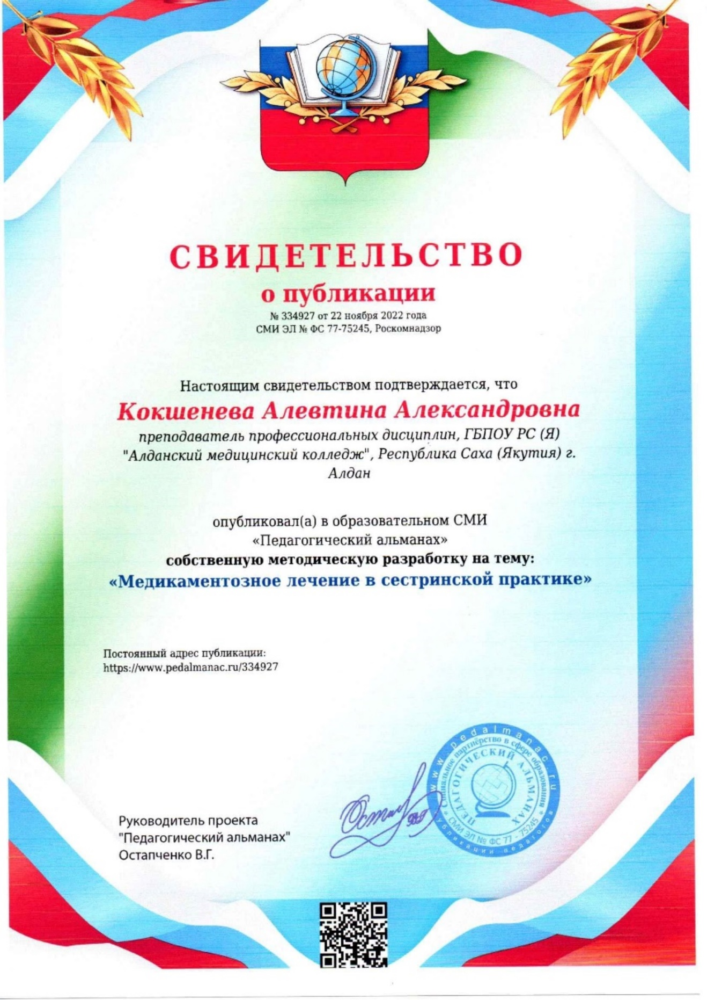 СВИДЕТЕЛЬСТВО
о публикации
№ 334927 от 22 ноября 2022 года
СМИ ЭЛ № ФС 77-75245, Роскомнадзор
Настоящим свидетельством подтверждается, что
Кокшенева Алевтина Александровна
преподаватель профессиональных дисциплин, ГБПОУ РС (Я)
"Алданский медицинский колледж", Республика Саха (Якутия) г.
Алдан
опубликовал(а) в образовательном СМИ
«Педагогический альманах»
собственную методическую разработку на тему:
«Медикаментозное лечение в сестринской практике»
Постоянный адрес публикации:
https://www.pedalmanac.ru/334927
www.pedalmanac.ru
Социальное партнёрство в сфере образования
ПЕДАГОГИЧЕСКИЙ АЛЬМАНАХ
СМИ ЭЛ № ФС 77 - 75245
публикации педагогов
Руководитель проекта
"Педагогический альманах"
Остапченко В.Г.